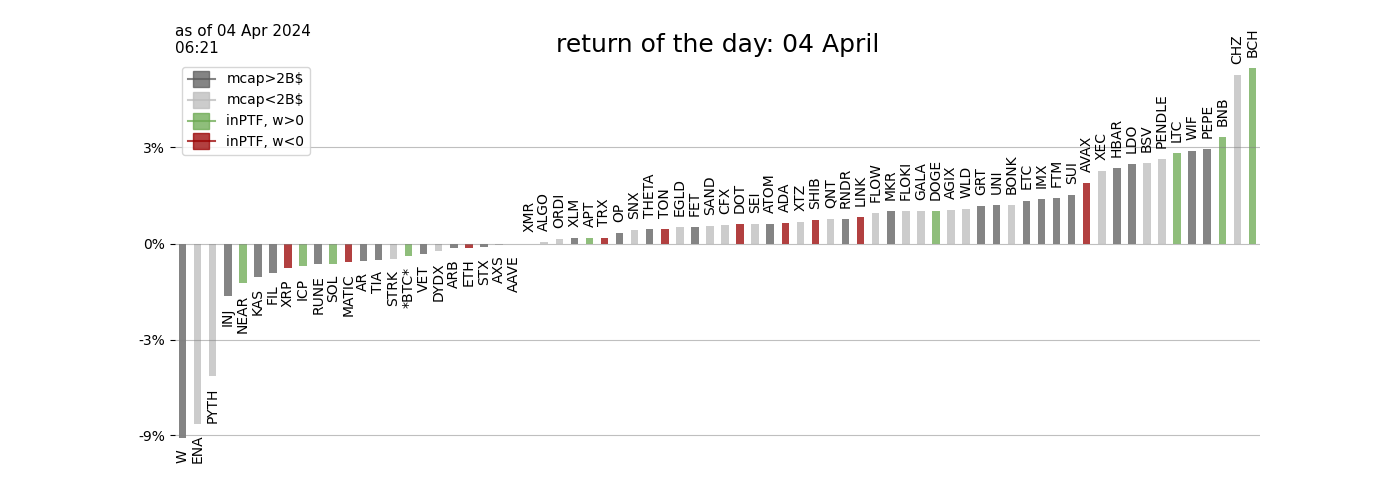 as of 04 Apr 2024
06:21
return of the day: 04 April
mcap>2B$
mcap<2B$
inPTF, w>0
inPTF, w<0
3%
0%
-3%
-9%
W
ENA
PYTH
INJ
NEAR
KAS
FIL
XRP
ICP
RUNE
SOL
MATIC
AR
TIA
STRK
*BTC*
VET
DYDX
ARB
ETH
STX
AXS
AAVE
XMR
ALGO
ORDI
XLM
APT
TRX
OP
SNX
THETA
TON
EGLD
FET
SAND
CFX
DOT
SEI
ATOM
ADA
XTZ
SHIB
QNT
RNDR
LINK
FLOW
MKR
FLOKI
GALA
DOGE
AGIX
WLD
GRT
UNI
BONK
ETC
IMX
FTM
SUI
AVAX
XEC
HBAR
LDO
BSV
PENDLE
LTC
WIF
PEPE
BNB
CHZ
BCH